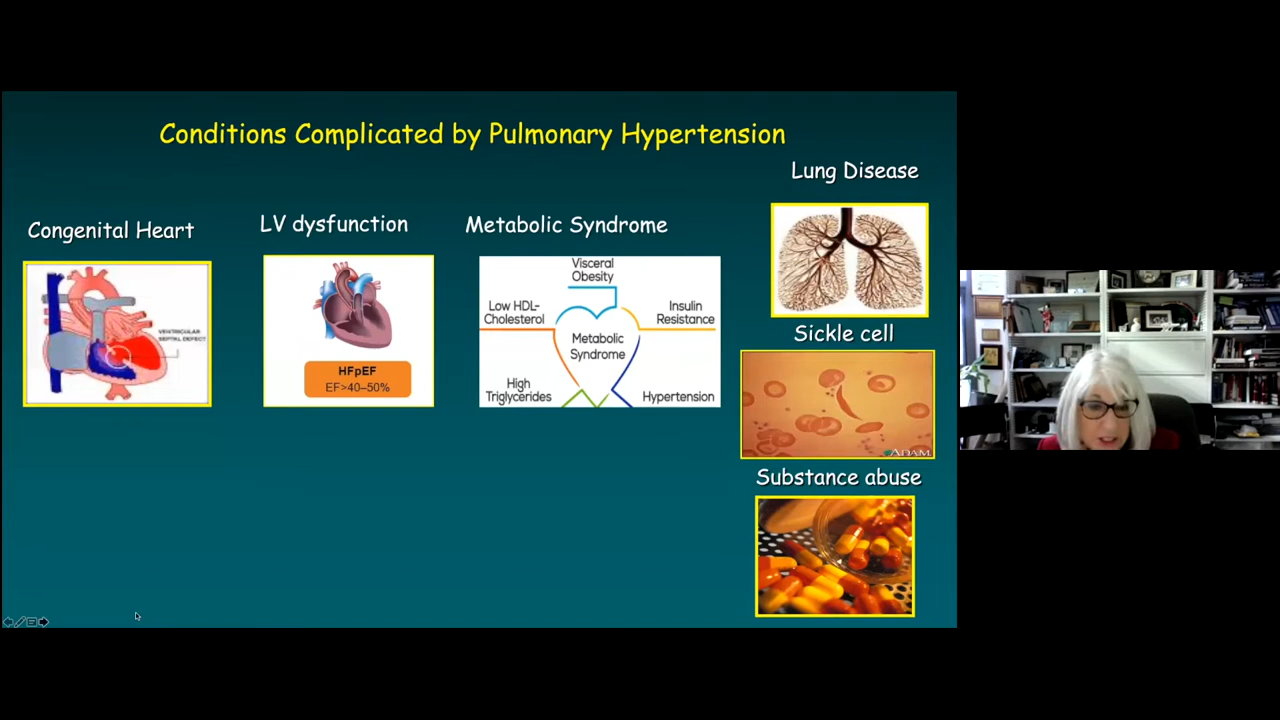 Conditions Complicated by Pulmonary Hypertension
Congenital Heart
VENTRICULAR
SEPTAL DEFECT
LV dysfunction
HFpEF
EF>40–50%
Metabolic Syndrome
Visceral
Obesity
Low HDL-
Cholesterol
Insulin
Resistance
Metabolic
Syndrome
High
Triglycerides
Hypertension
Lung Disease
Sickle cell
ADAM
Substance abuse